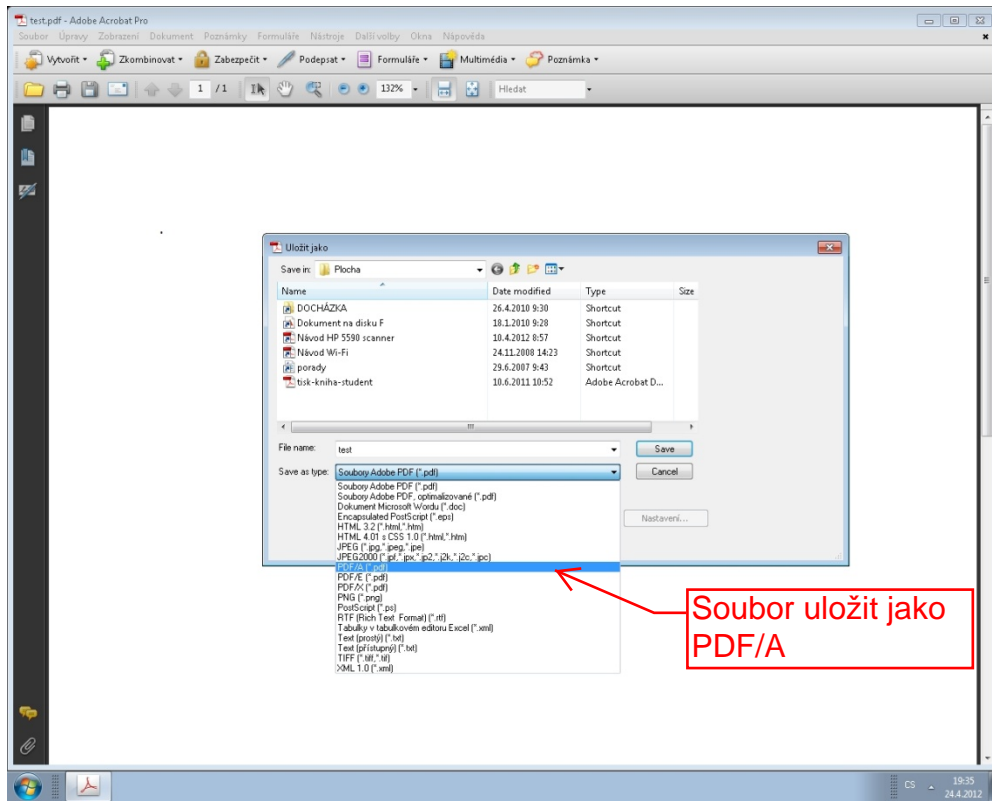 test.pdf - Adobe Acrobat Pro
Soubor Úpravy Zobrazení Dokument Poznámky Formuláře Nástroje Další volby Okna Nápověda
Vytvořit Zkombinovat Zabezpečit Podepsat Formuláře Multimédia Poznámka
1 /1 132% Hledat
Uložit jako
Save in: Plocha
Name Date modified Type Size
DOCHÁZKA 26.4.2010 9:30 Shortcut
Dokument na disku F 18.1.2010 9:28 Shortcut
Návod HP 5590 scanner 10.4.2012 8:57 Shortcut
Návod Wi-Fi 24.11.2008 14:23 Shortcut
porady 29.6.2007 9:43 Shortcut
tisk-kniha-student 10.6.2011 10:52 Adobe Acrobat D...
File name: test Save
Save as type: Soubory Adobe PDF (*.pdf) Cancel
Soubory Adobe PDF (*.pdf)
Soubory Adobe PDF, optimalizované (*.pdf)
Dokument Microsoft Wordu (*.doc)
Encapsulated PostScript (*.eps)
Nastavení...
HTML 3.2 (*.html,*.htm)
HTML 4.01 s CSS 1.0 (*.html,*.htm)
JPEG (*.jpg,*.jpeg,*.jpe)
JPEG2000 (*.jpf,*.jpx,*.jp2,*.j2k,*.j2c,*.jpc)
PDF/A (*.pdf)
PDF/E (*.pdf)
PDF/X (*.pdf)
PNG (*.png)
PostScript (*.ps)
RTF (Rich Text Format) (*.rtf)
Tabulky v tabulkovém editoru Excel (*.xml)
Text (prostý) (*.txt)
Text (přístupný) (*.txt)
TIFF (*.tiff,*.tif)
XML 1.0 (*.xml)
Soubor uložit jako
PDF/A
CS 19:35
24.4.2012